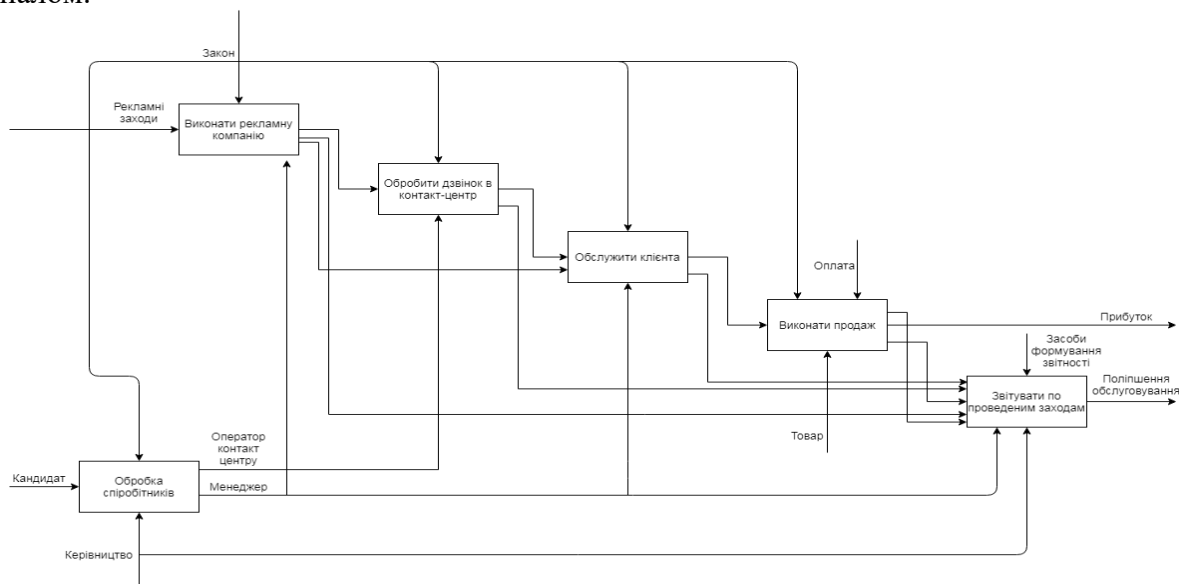 Закон
Рекламні
заходи
Виконати рекламну
компанію
Обробити дзвінок в
контакт-центр
Обслужити клієнта
Оплата
Виконати продаж
Прибуток
Засоби
формування
звітності
Поліпшення
обслуговування
Звітувати по
проведеним заходам
Товар
Оператор
контакт
центру
Кандидат
Обробка
спіробітників
Менеджер
Керівництво